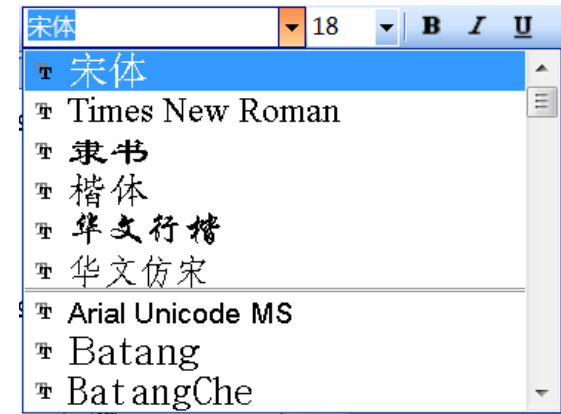 宋体 18 B I U
宋体
Times New Roman
隶书
楷体
华文行楷
华文仿宋
Arial Unicode MS
Batang
BatangChe